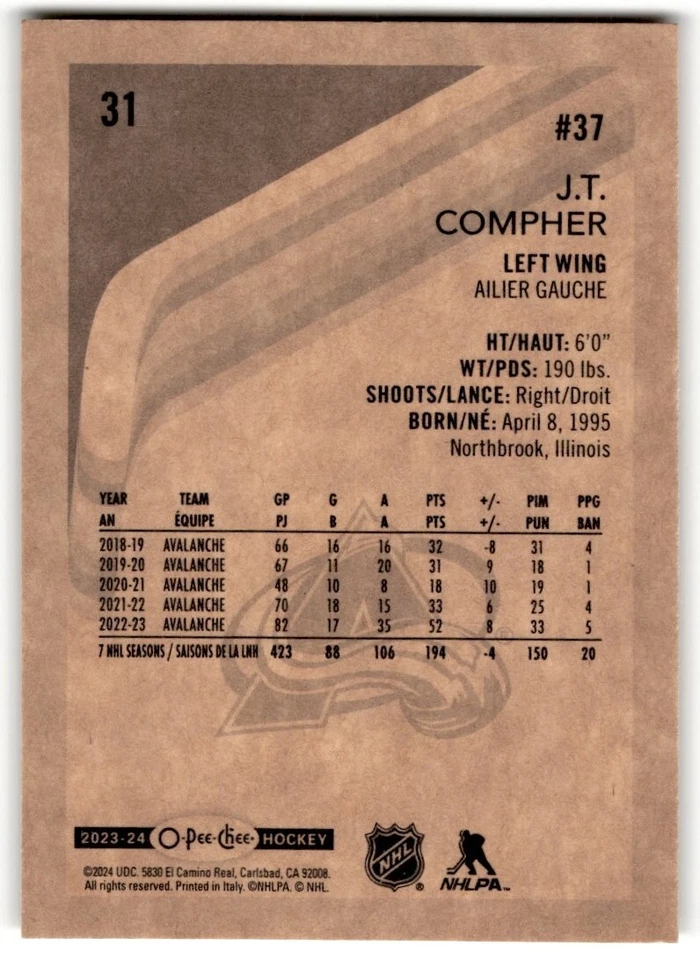 31
#37
J.T.
COMPHER
LEFT WING
AILIER GAUCHE
HT/HAUT: 6'0"
WT/PDS: 190 lbs.
SHOOTS/LANCE: Right/Droit
BORN/NÉ: April 8, 1995
Northbrook, Illinois
YEAR TEAM GP G A PTS +/- PIM PPG
AN ÉQUIPE PJ B A PTS +/- PUN BAN
2018-19 AVALANCHE 66 16 16 32 -8 31 4
2019-20 AVALANCHE 67 11 20 31 9 18 1
2020-21 AVALANCHE 48 10 8 18 10 19 1
2021-22 AVALANCHE 70 18 15 33 6 25 4
2022-23 AVALANCHE 82 17 35 52 8 33 5
7 NHL SEASONS / SAISONS DE LA LNH 423 88 106 194 -4 150 20
2023-24 O-Pee-Chee HOCKEY
©2024 UDC. 5830 El Camino Real, Carlsbad, CA 92008.
All rights reserved. Printed in Italy. ©NHLPA. © NHL.
NHL ®
NHLPA™